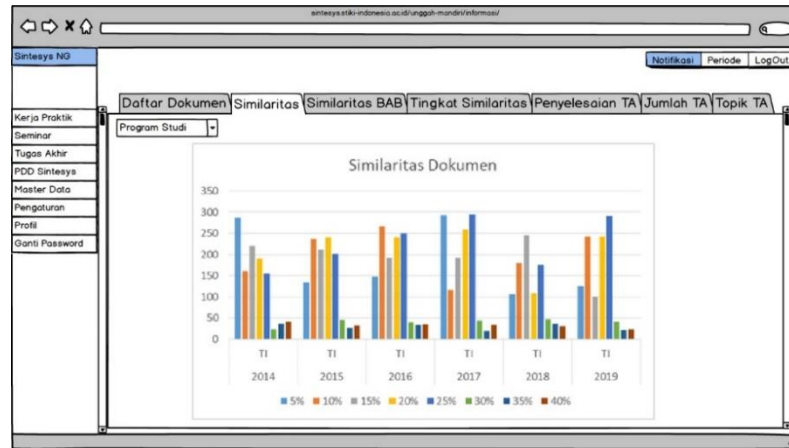 sintesys.stiki-indonesia.ac.id/unggah-mandiri/informasi/
Sintesys NG
Notifikasi Periode LogOut
Daftar Dokumen Similaritas Similaritas BAB Tingkat Similaritas Penyelesaian TA Jumlah TA Topik TA
Kerja Praktik
Seminar
Tugas Akhir
PDD Sintesys
Master Data
Pengaturan
Profil
Ganti Password
Program Studi
Similaritas Dokumen
350
300
250
200
150
100
50
0
TI TI TI TI TI TI
2014 2015 2016 2017 2018 2019
5% 10% 15% 20% 25% 30% 35% 40%